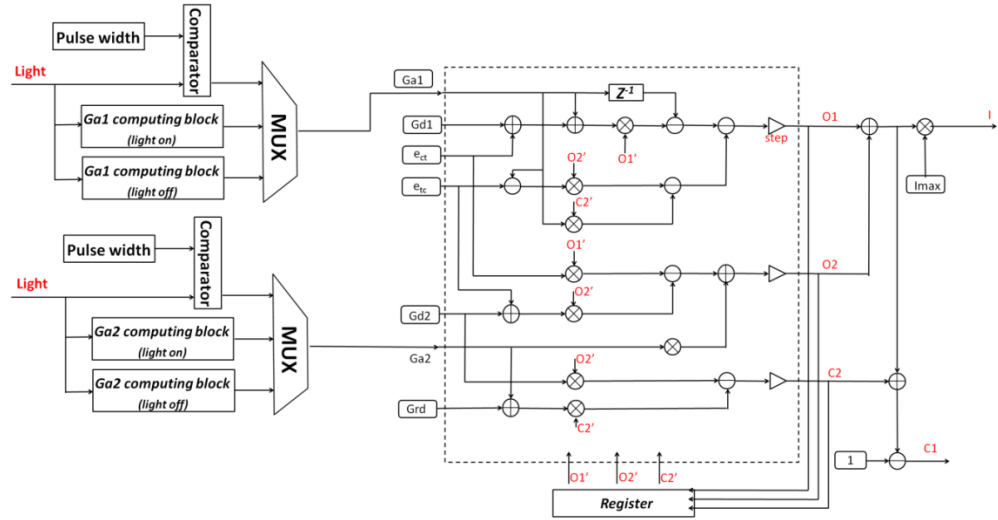 Pulse width
Comparator
Light
Ga1 computing block
(light on)
Ga1 computing block
(light off)
MUX
Pulse width
Comparator
Light
Ga2 computing block
(light on)
Ga2 computing block
(light off)
MUX
Ga1
Gd1
ect
etc
Gd2
Ga2
Grd
Z-1
O2'
O1'
C2'
O1'
O2'
O2'
C2'
step
O1
I
Imax
O2
C2
1
C1
O1'
O2'
C2'
Register